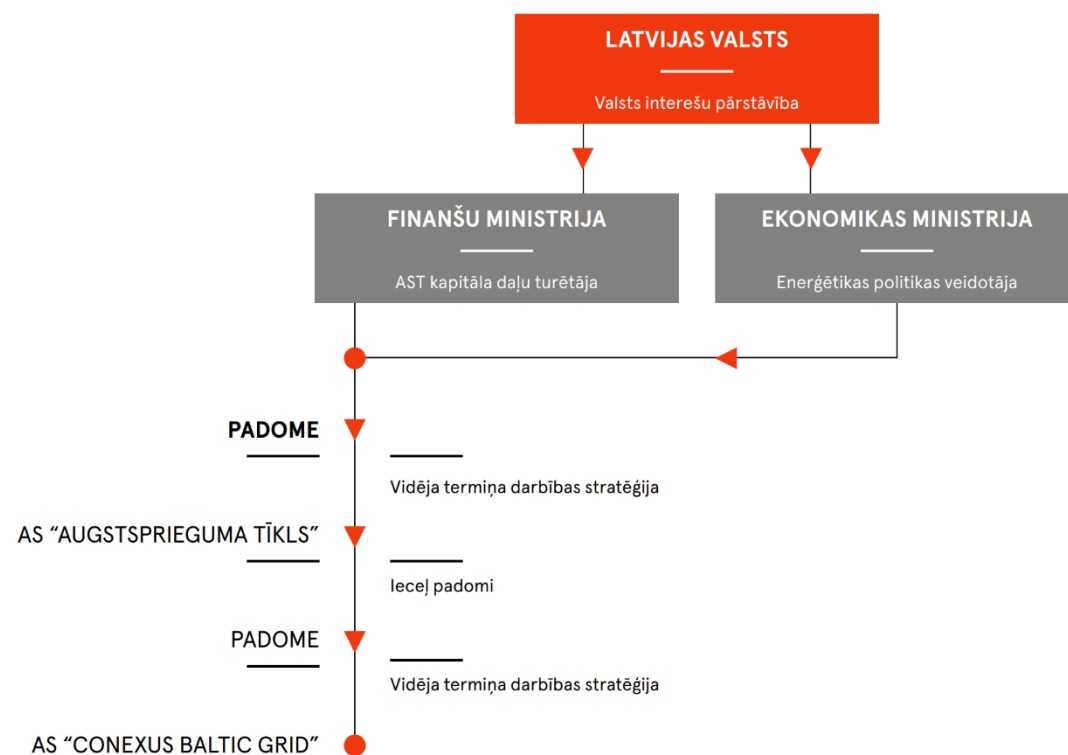 LATVIJAS VALSTS
Valsts interešu pārstāvība
FINANŠU MINISTRIJA
AST kapitāla daļu turētāja
EKONOMIKAS MINISTRIJA
Enerģētikas politikas veidotāja
PADOME
Vidēja termiņa darbības stratēģija
AS “AUGSTSPRIEGUMA TĪKLS”
Ieceļ padomi
PADOME
Vidēja termiņa darbības stratēģija
AS “CONEXUS BALTIC GRID”